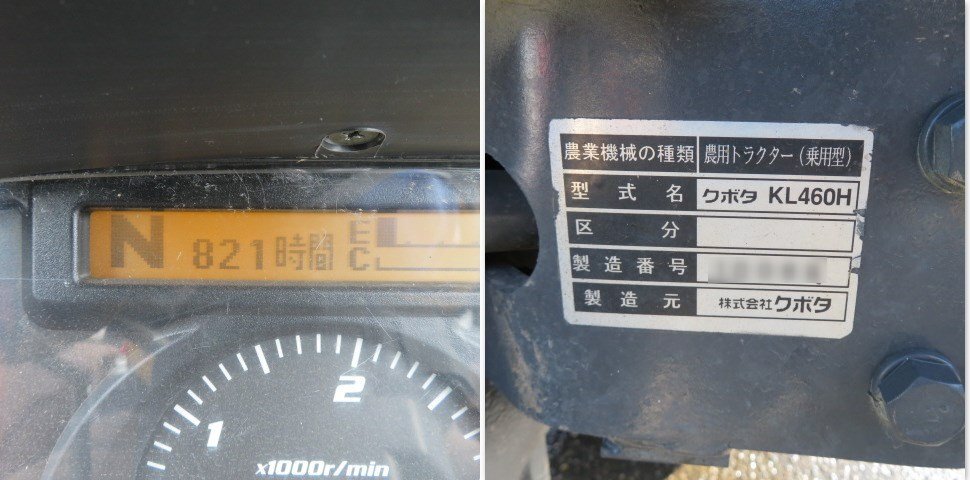 N
821時間
E
C
1
2
x1000r/min
農業機械の種類 農用トラクター(乗用型)
型式名 クボタ KL460H
区分
製造番号
製造元 株式会社クボタ